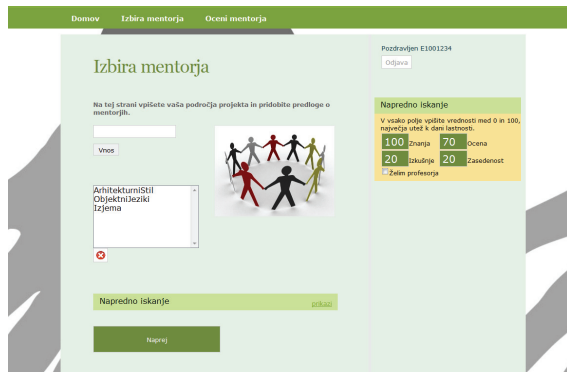 Domov Izbira mentorja Oceni mentorja
Izbira mentorja
Na tej strani vpišete vaša področja projekta in pridobite predloge o
mentorjih.
Vnos
ArhitekturniStil
ObjektniJeziki
Izjema
Napredno iskanje prikaži
Naprej
Pozdravljen E1001234
Odjava
Napredno iskanje
V vsako polje vpišite vrednosti med 0 in 100,
največja utež k dani lastnosti.
100 Znanja 70 Ocena
20 Izkušnje 20 Zasedenost
Želim profesorja